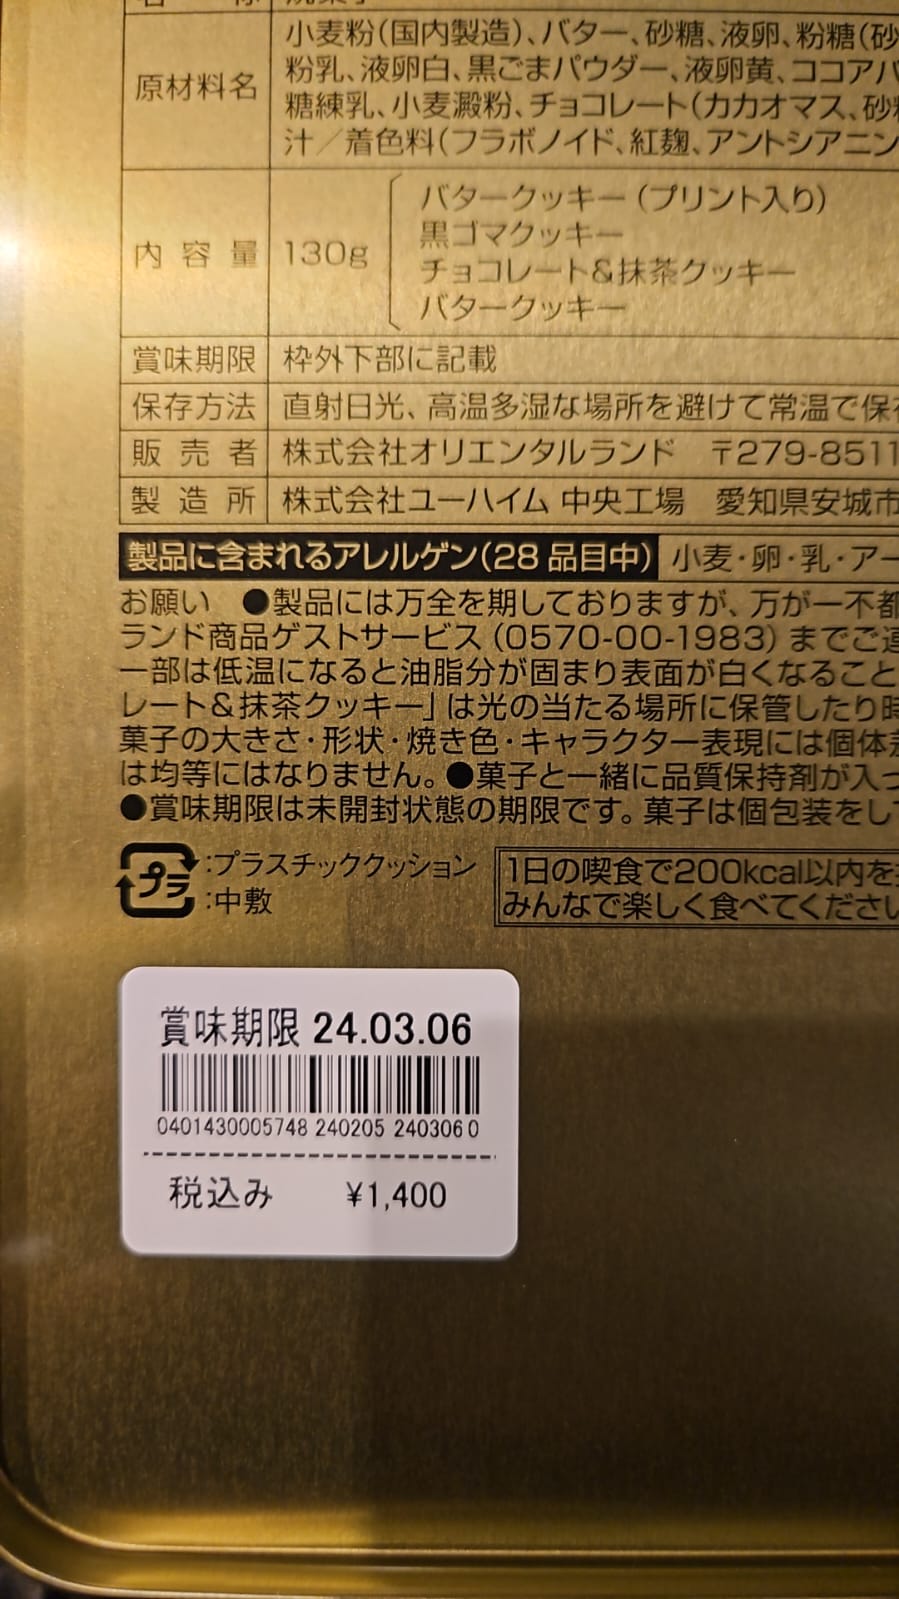 原材料名
小麦粉(国内製造)、バター、砂糖、液卵、粉糖(砂
粉乳、液卵白、黒ごまパウダー、液卵黄、ココアパ
糖練乳、小麦澱粉、チョコレート(カカオマス、砂糖
汁／着色料(フラボノイド、紅麹、アントシアニン
内容量 130g
バタークッキー(プリント入り)
黒ゴマクッキー
チョコレート&抹茶クッキー
バタークッキー
賞味期限 枠外下部に記載
保存方法 直射日光、高温多湿な場所を避けて常温で保存
販売者 株式会社オリエンタルランド 〒279-8511
製造所 株式会社ユーハイム 中央工場 愛知県安城市
製品に含まれるアレルゲン(28品目中) 小麦・卵・乳・アー
お願い ●製品には万全を期しておりますが、万が一不都
ランド商品ゲストサービス(0570-00-1983)までご連
一部は低温になると油脂分が固まり表面が白くなること
レート&抹茶クッキー」は光の当たる場所に保管したり時
菓子の大きさ・形状・焼き色・キャラクター表現には個体差
は均等にはなりません。●菓子と一緒に品質保持剤が入っ
●賞味期限は未開封状態の期限です。菓子は個包装をして
プラ :プラスチッククッション
:中敷
1日の喫食で200kcal以内を
みんなで楽しく食べてください
賞味期限 24.03.06
0401430005748 240205 240306 0
税込み ¥1,400